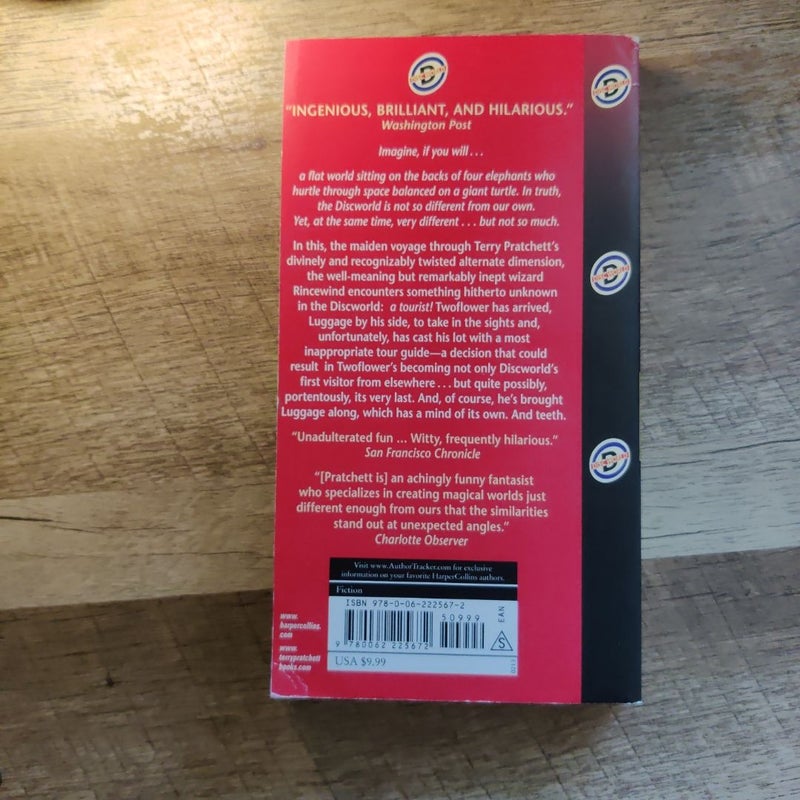 DISCWORLD
"INGENIOUS, BRILLIANT, AND HILARIOUS."
Washington Post
Imagine, if you will . . .
a flat world sitting on the backs of four elephants who
hurtle through space balanced on a giant turtle. In truth,
the Discworld is not so different from our own.
Yet, at the same time, very different . . . but not so much.
In this, the maiden voyage through Terry Pratchett's
divinely and recognizably twisted alternate dimension,
the well-meaning but remarkably inept wizard
Rincewind encounters something hitherto unknown
in the Discworld: a tourist! Twoflower has arrived,
Luggage by his side, to take in the sights and,
unfortunately, has cast his lot with a most
inappropriate tour guide—a decision that could
result in Twoflower's becoming not only Discworld's
first visitor from elsewhere . . . but quite possibly,
portentously, its very last. And, of course, he's brought
Luggage along, which has a mind of its own. And teeth.
"Unadulterated fun ... Witty, frequently hilarious."
San Francisco Chronicle
"[Pratchett is] an achingly funny fantasist
who specializes in creating magical worlds just
different enough from ours that the similarities
stand out at unexpected angles."
Charlotte Observer
Visit www.AuthorTracker.com for exclusive
information on your favorite HarperCollins authors.
Fiction
ISBN 978-0-06-222567-2
50999
EAN
9 780062 225672
S
USA $9.99
0213
www.
harpercollins.
com
www.
terrypratchett
books.com
DISCWORLD
DISCWORLD
DISCWORLD